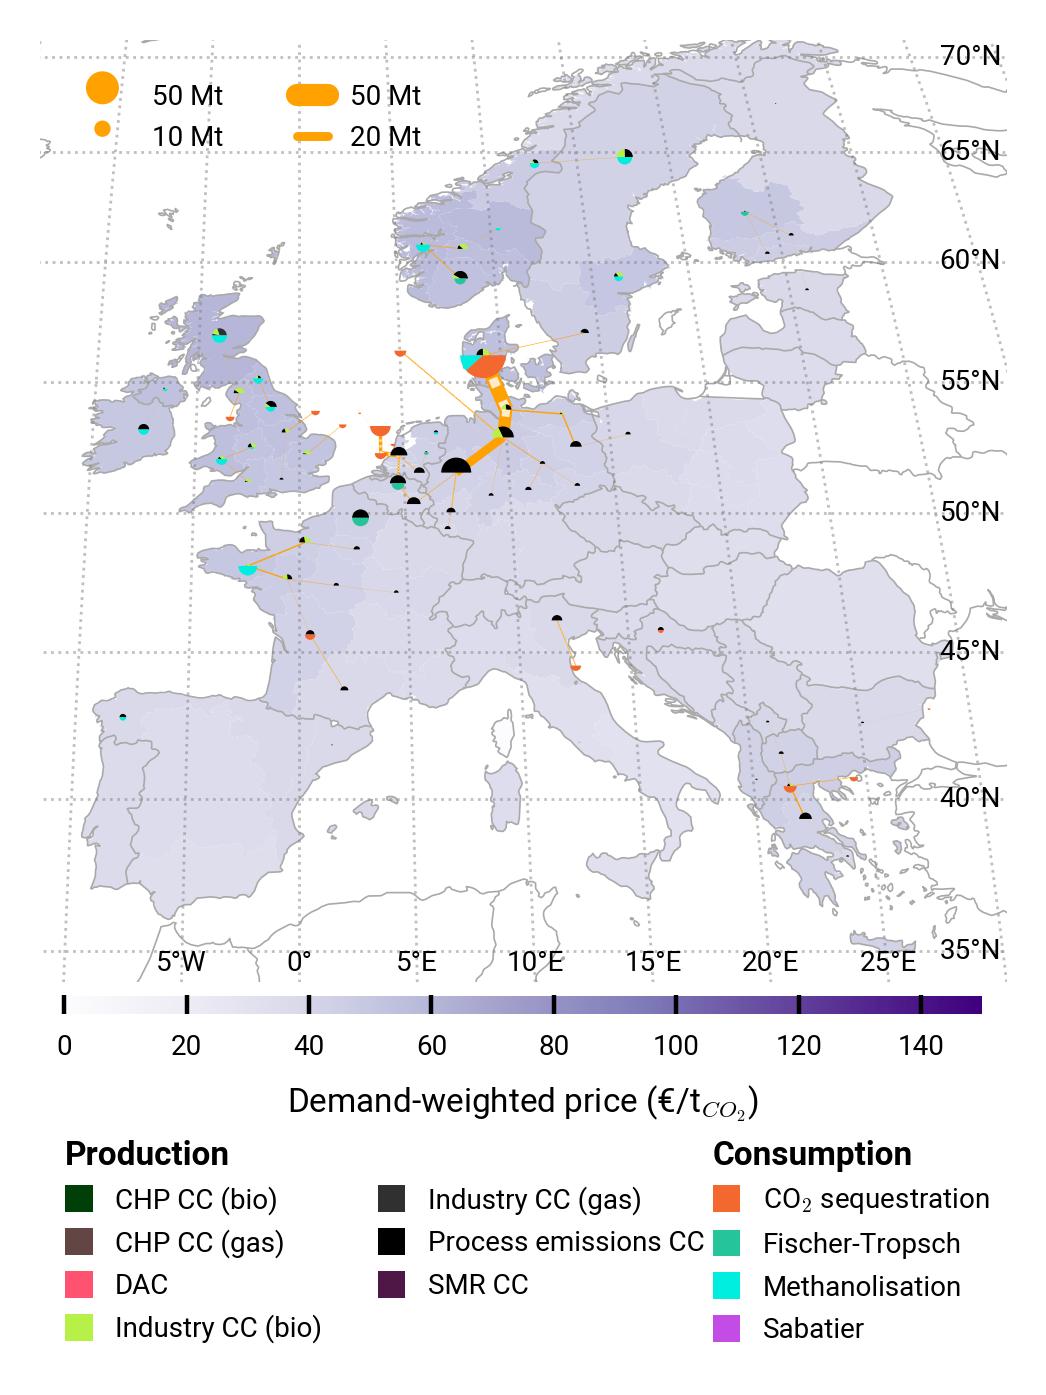 70°N
50 Mt 50 Mt
10 Mt 20 Mt
65°N
60°N
55°N
50°N
45°N
40°N
35°N
5°W 0° 5°E 10°E 15°E 20°E 25°E
0 20 40 60 80 100 120 140
Demand-weighted price (€/t_{CO_2})
Production Consumption
CHP CC (bio) Industry CC (gas) CO₂ sequestration
CHP CC (gas) Process emissions CC Fischer-Tropsch
DAC SMR CC Methanolisation
Industry CC (bio) Sabatier